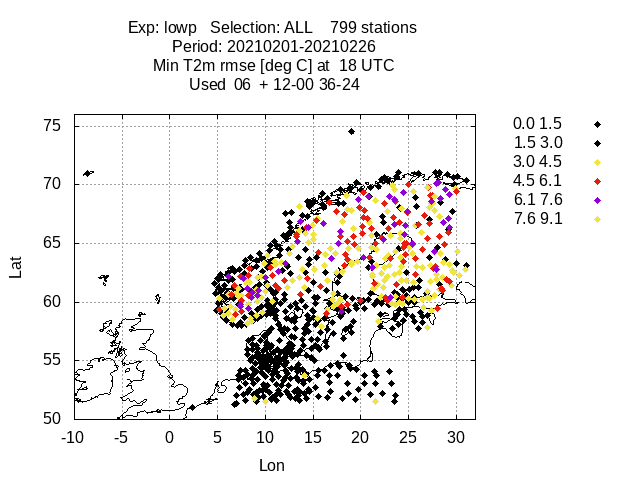 Exp: lowp   Selection: ALL    799 stations
Period: 20210201-20210226
Min T2m rmse [deg C] at  18 UTC
Used  06  + 12-00 36-24
0.0 1.5
1.5 3.0
3.0 4.5
4.5 6.1
6.1 7.6
7.6 9.1
75
70
65
60
55
50
Lat
-10 -5 0 5 10 15 20 25 30
Lon